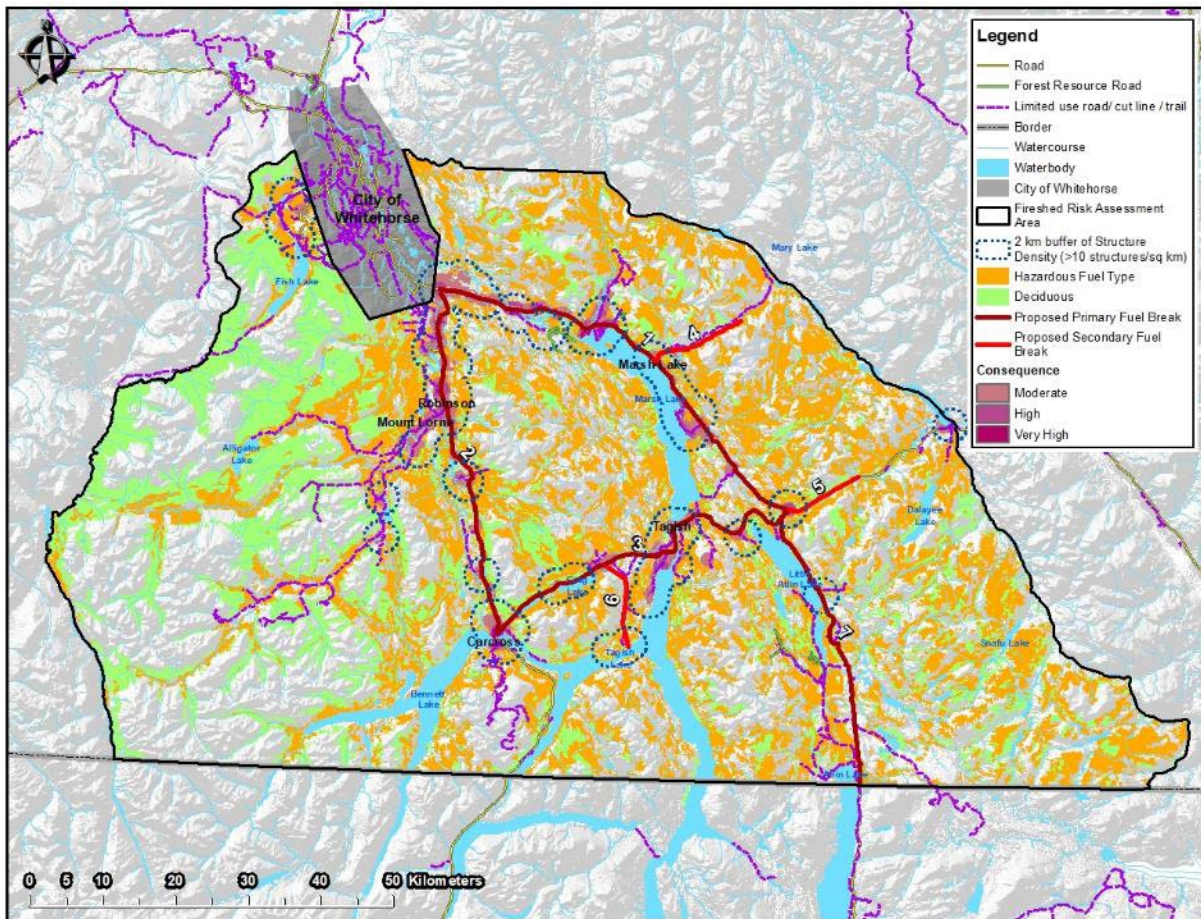 N
Legend
Road
Forest Resource Road
Limited use road/ cut line / trail
Border
Watercourse
Waterbody
City of Whitehorse
Fireshed Risk Assessment
Area
2 km buffer of Structure
Density (>10 structures/sq km)
Hazardous Fuel Type
Deciduous
Proposed Primary Fuel Break
Proposed Secondary Fuel
Break
Consequence
Moderate
High
Very High
City of
Whitehorse
Mary Lake
Fish Lake
1
4
Marsh Lake
Marsh Lake
Robinson
Mount Lorne
Alligator
Lake
2
5
Dalayee
Lake
Tagish
3
Lake
Little
Atlin Lake
6
7
Carcross
Tagish
Lake
Snafu Lake
Bennett
Lake
Atlin Lake
0 5 10 20 30 40 50 Kilometers